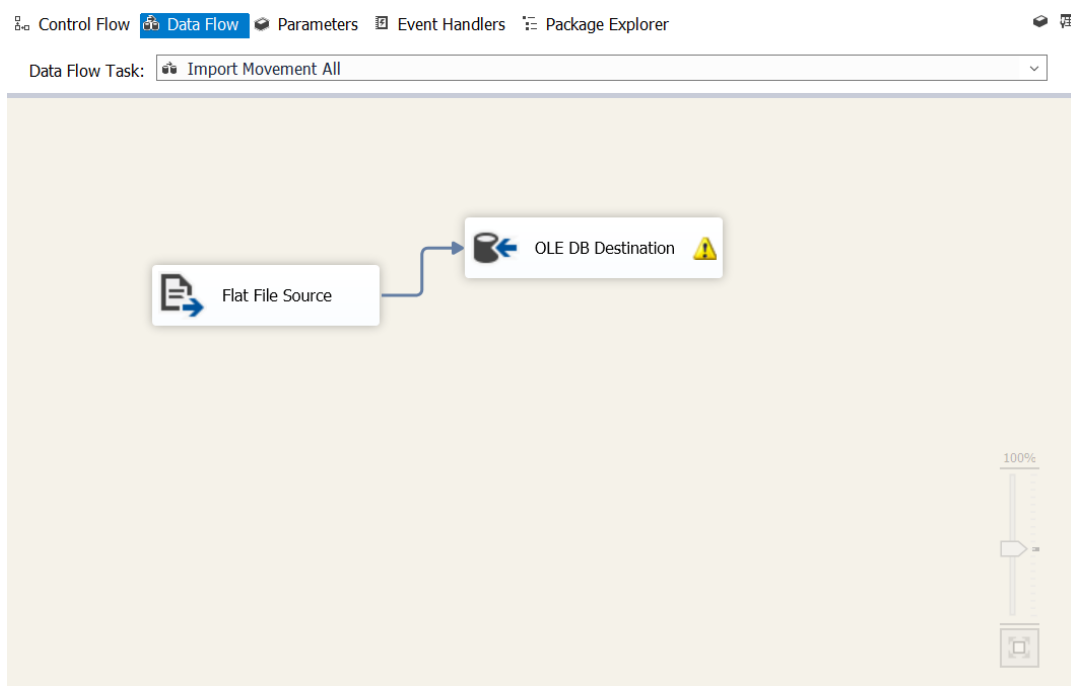 Control Flow Data Flow Parameters Event Handlers Package Explorer
Data Flow Task: Import Movement All
OLE DB Destination
Flat File Source
100%